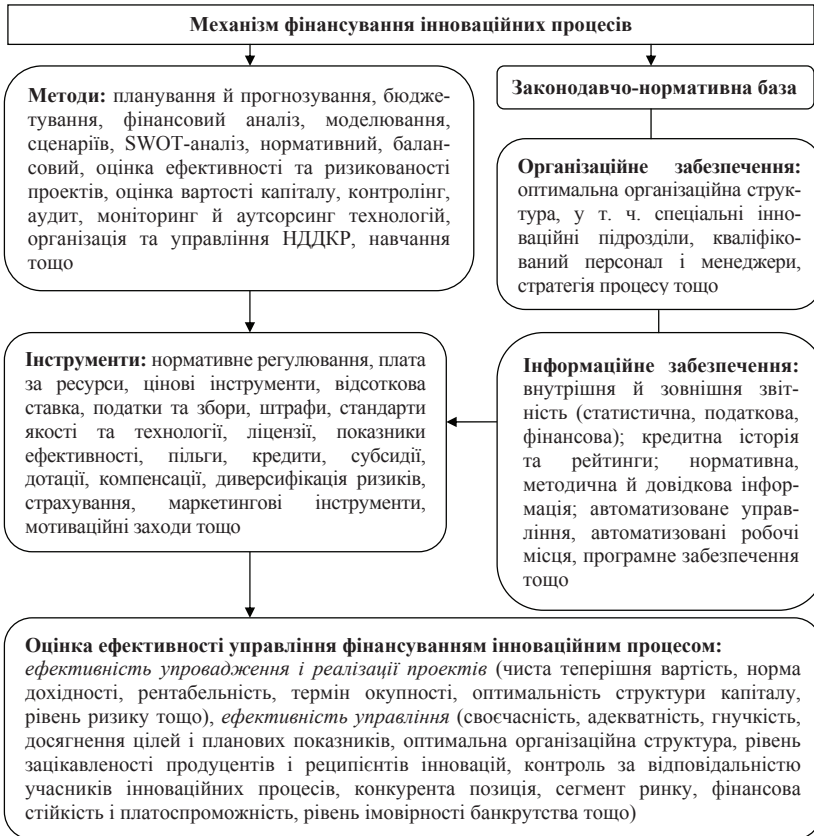 Механізм фінансування інноваційних процесів
Методи: планування й прогнозування, бюдже-
тування, фінансовий аналіз, моделювання,
сценаріїв, SWOT-аналіз, нормативний, балан-
совий, оцінка ефективності та ризикованості
проектів, оцінка вартості капіталу, контролінг,
аудит, моніторинг й аутсорсинг технологій,
організація та управління НДДКР, навчання
тощо
Законодавчо-нормативна база
Організаційне забезпечення:
оптимальна організаційна струк-
тура, у т. ч. спеціальні інно-
ваційні підрозділи, кваліфіко-
ваний персонал і менеджери,
стратегія процесу тощо
Інструменти: нормативне регулювання, плата
за ресурси, цінові інструменти, відсоткова
ставка, податки та збори, штрафи, стандарти
якості та технології, ліцензії, показники
ефективності, пільги, кредити, субсидії,
дотації, компенсації, диверсифікація ризиків,
страхування, маркетингові інструменти,
мотиваційні заходи тощо
Інформаційне забезпечення:
внутрішня й зовнішня звіт-
ність (статистична, податкова,
фінансова); кредитна історія
та рейтинги; нормативна,
методична й довідкова інфор-
мація; автоматизоване управ-
ління, автоматизовані робочі
місця, програмне забезпечення
тощо
Оцінка ефективності управління фінансуванням інноваційним процесом:
ефективність упровадження і реалізації проектів (чиста теперішня вартість, норма
дохідності, рентабельність, термін окупності, оптимальність структури капіталу,
рівень ризику тощо), ефективність управління (своєчасність, адекватність, гнучкість,
досягнення цілей і планових показників, оптимальна організаційна структура, рівень
зацікавленості продуцентів і реципієнтів інновацій, контроль за відповідальністю
учасників інноваційних процесів, конкурента позиція, сегмент ринку, фінансова
стійкість і платоспроможність, рівень імовірності банкрутства тощо)